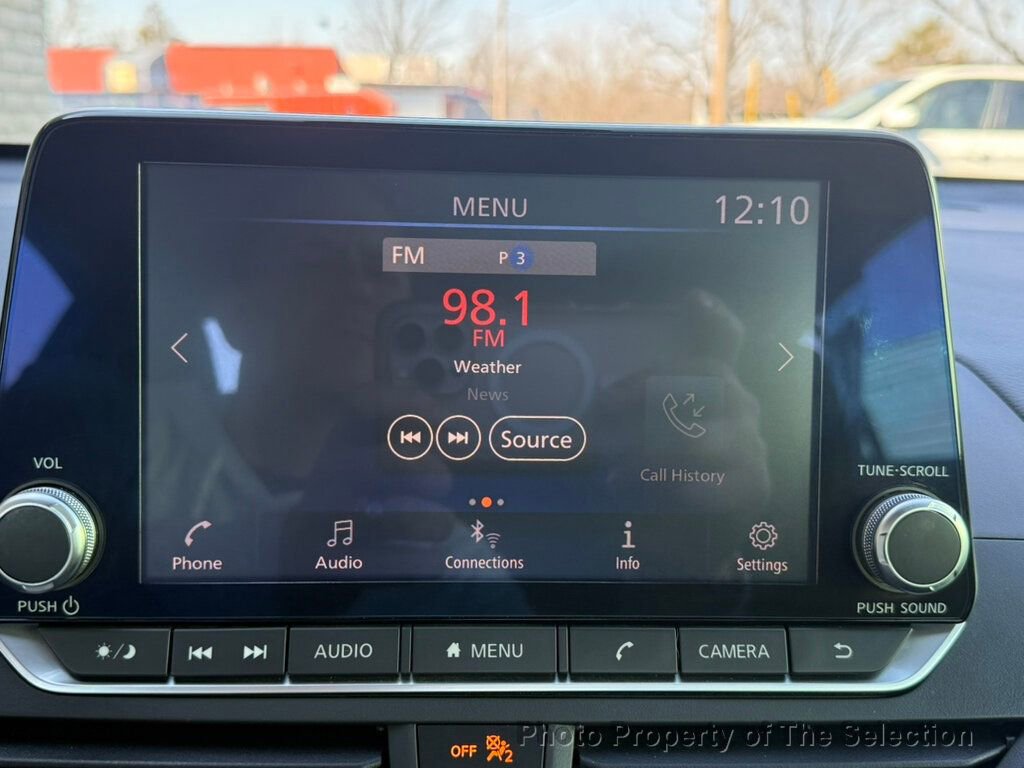 MENU
12:10
FM P 3
98.1
FM
Weather
News
Source
Call History
VOL
TUNE·SCROLL
Phone
Audio
Connections
Info
Settings
PUSH
PUSH SOUND
AUDIO
MENU
CAMERA
OFF 2
Photo Property of The Selection